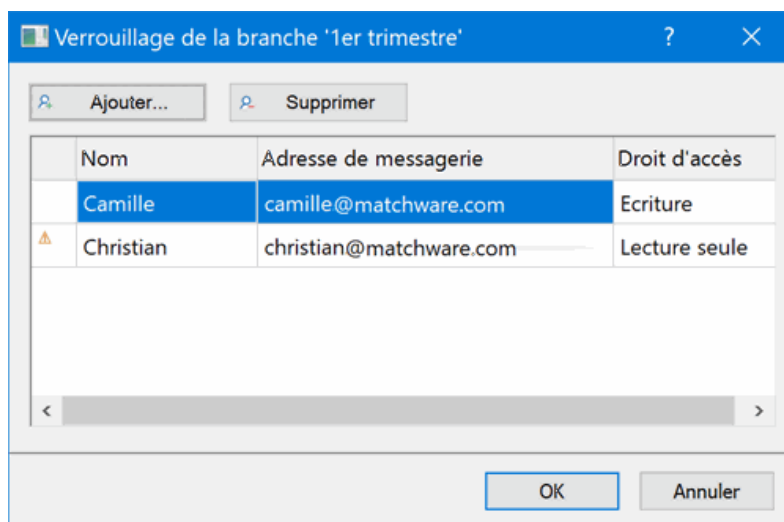 Verrouillage de la branche '1er trimestre'
Ajouter... Supprimer
Nom Adresse de messagerie Droit d'accès
Camille camille@matchware.com Ecriture
Christian christian@matchware.com Lecture seule
OK Annuler